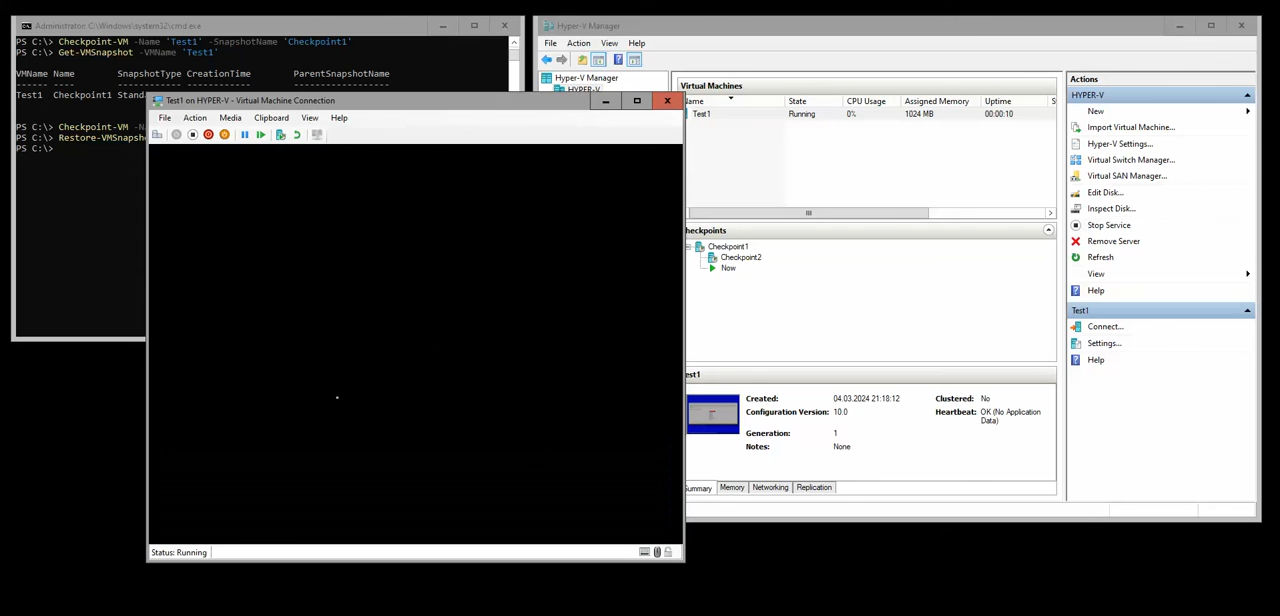 Administrator: C:\Windows\system32\cmd.exe
PS C:\> Checkpoint-VM -Name 'Test1' -SnapshotName 'Checkpoint1'
PS C:\> Get-VMSnapshot -VMName 'Test1'
VMName Name SnapshotType CreationTime ParentSnapshotName
------ ---- ------------ ------------ ------------------
Test1 Checkpoint1 Standa
PS C:\> Checkpoint-VM -N
PS C:\> Restore-VMSnapsh
PS C:\>
Test1 on HYPER-V - Virtual Machine Connection
File Action Media Clipboard View Help
Status: Running
Hyper-V Manager
File Action View Help
Hyper-V Manager
HYPER-V
Virtual Machines
Name State CPU Usage Assigned Memory Uptime S
Test1 Running 0% 1024 MB 00:00:10
heckpoints
Checkpoint1
Checkpoint2
Now
est1
Created: 04.03.2024 21:18:12 Clustered: No
Configuration Version: 10.0 Heartbeat: OK (No Application
Data)
Generation: 1
Notes: None
Summary Memory Networking Replication
Actions
HYPER-V
New
Import Virtual Machine...
Hyper-V Settings...
Virtual Switch Manager...
Virtual SAN Manager...
Edit Disk...
Inspect Disk...
Stop Service
Remove Server
Refresh
View
Help
Test1
Connect...
Settings...
Help